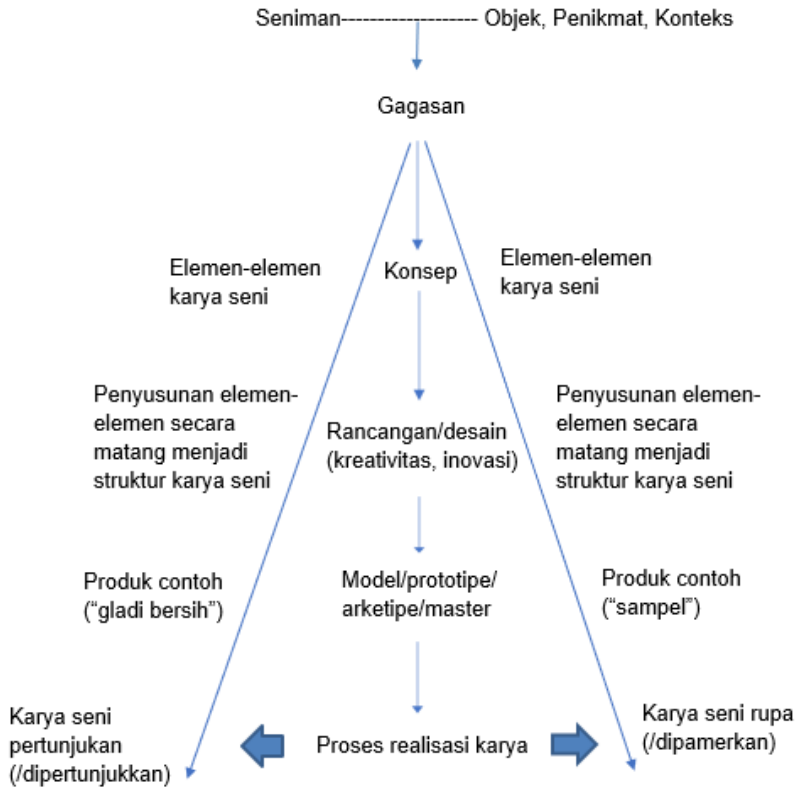 Seniman------------------- Objek, Penikmat, Konteks
Gagasan
Elemen-elemen
karya seni
Konsep
Elemen-elemen
karya seni
Penyusunan elemen-
elemen secara
matang menjadi
struktur karya seni
Rancangan/desain
(kreativitas, inovasi)
Penyusunan elemen-
elemen secara
matang menjadi
struktur karya seni
Produk contoh
(“gladi bersih”)
Model/prototipe/
arketipe/master
Produk contoh
(“sampel”)
Karya seni
pertunjukan
(/dipertunjukkan)
Proses realisasi karya
Karya seni rupa
(/dipamerkan)